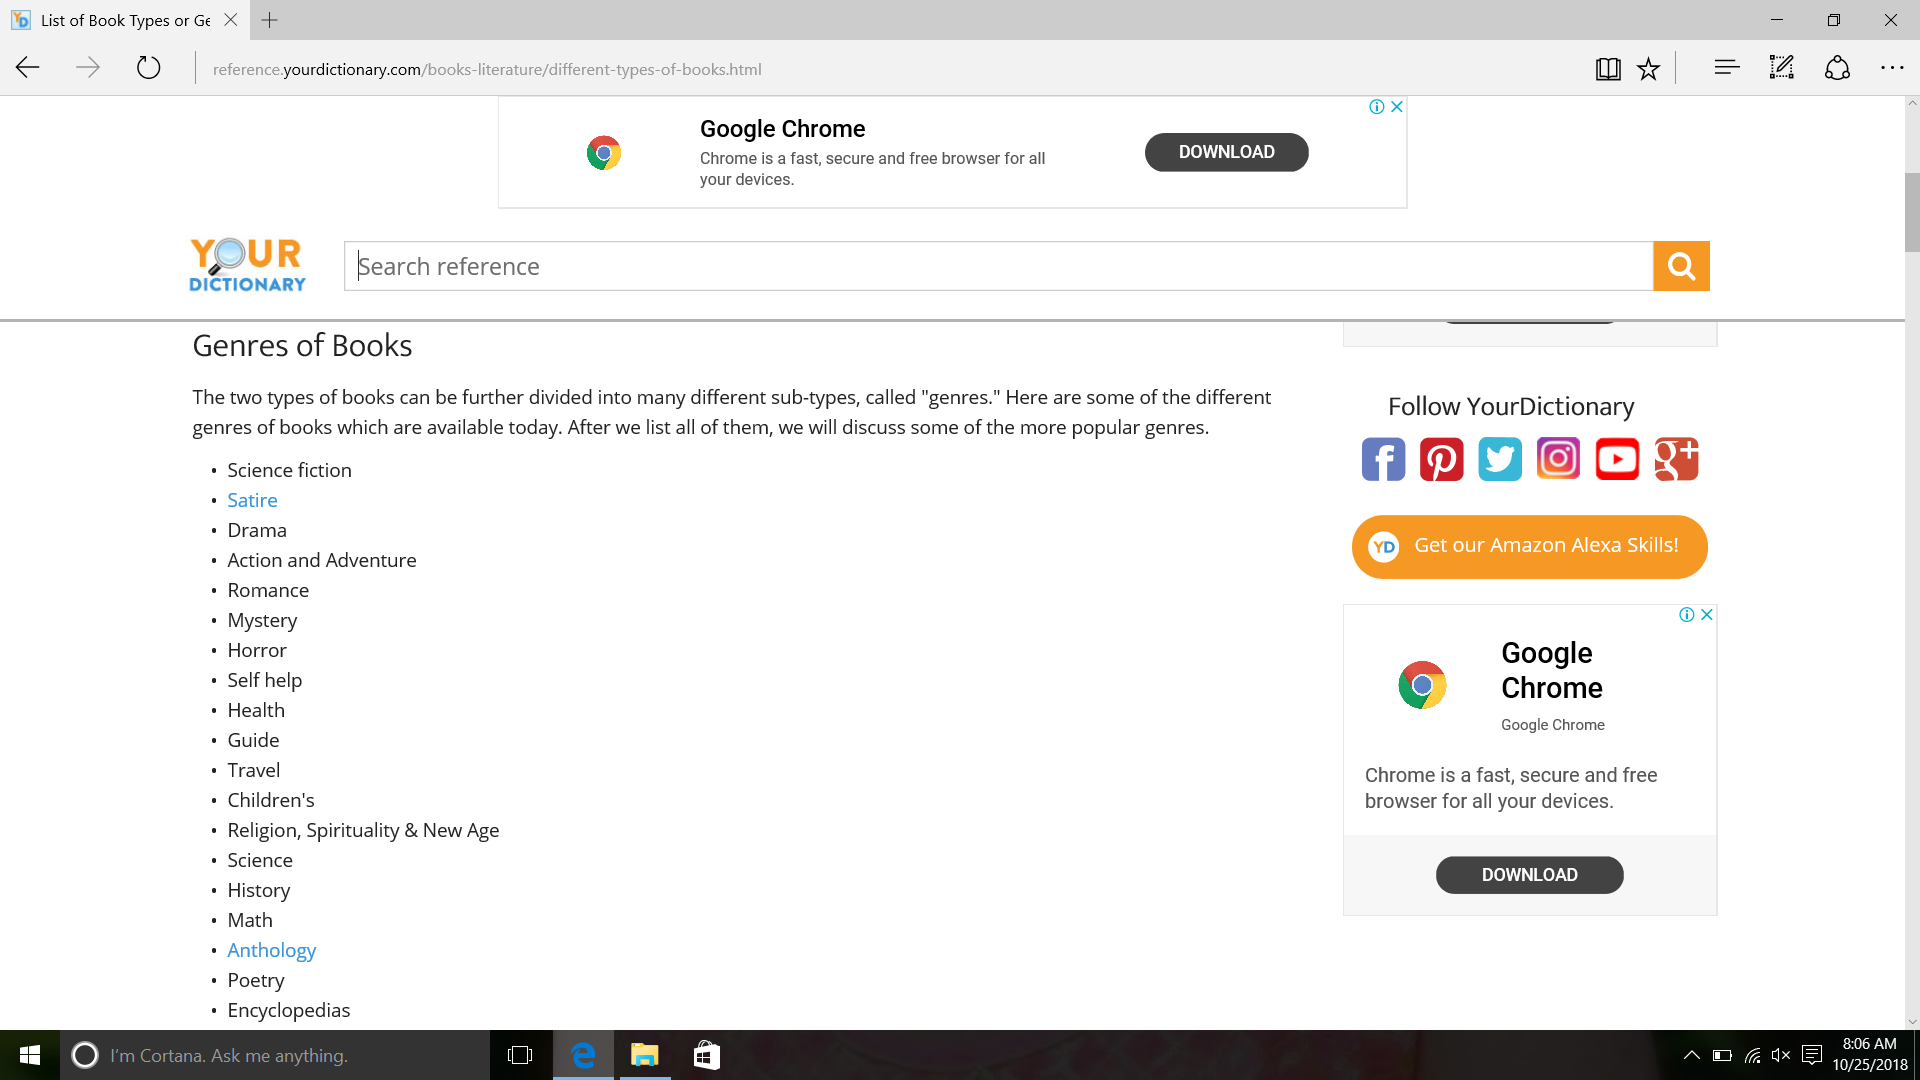 List of Book Types or Ge
reference.yourdictionary.com/books-literature/different-types-of-books.html
Google Chrome
Chrome is a fast, secure and free browser for all
your devices.
DOWNLOAD
YOUR
DICTIONARY
Search reference
Genres of Books
The two types of books can be further divided into many different sub-types, called "genres." Here are some of the different
genres of books which are available today. After we list all of them, we will discuss some of the more popular genres.
• Science fiction
• Satire
• Drama
• Action and Adventure
• Romance
• Mystery
• Horror
• Self help
• Health
• Guide
• Travel
• Children's
• Religion, Spirituality & New Age
• Science
• History
• Math
• Anthology
• Poetry
• Encyclopedias
Follow YourDictionary
YD Get our Amazon Alexa Skills!
Google
Chrome
Google Chrome
Chrome is a fast, secure and free
browser for all your devices.
DOWNLOAD
I'm Cortana. Ask me anything.
8:06 AM
10/25/2018